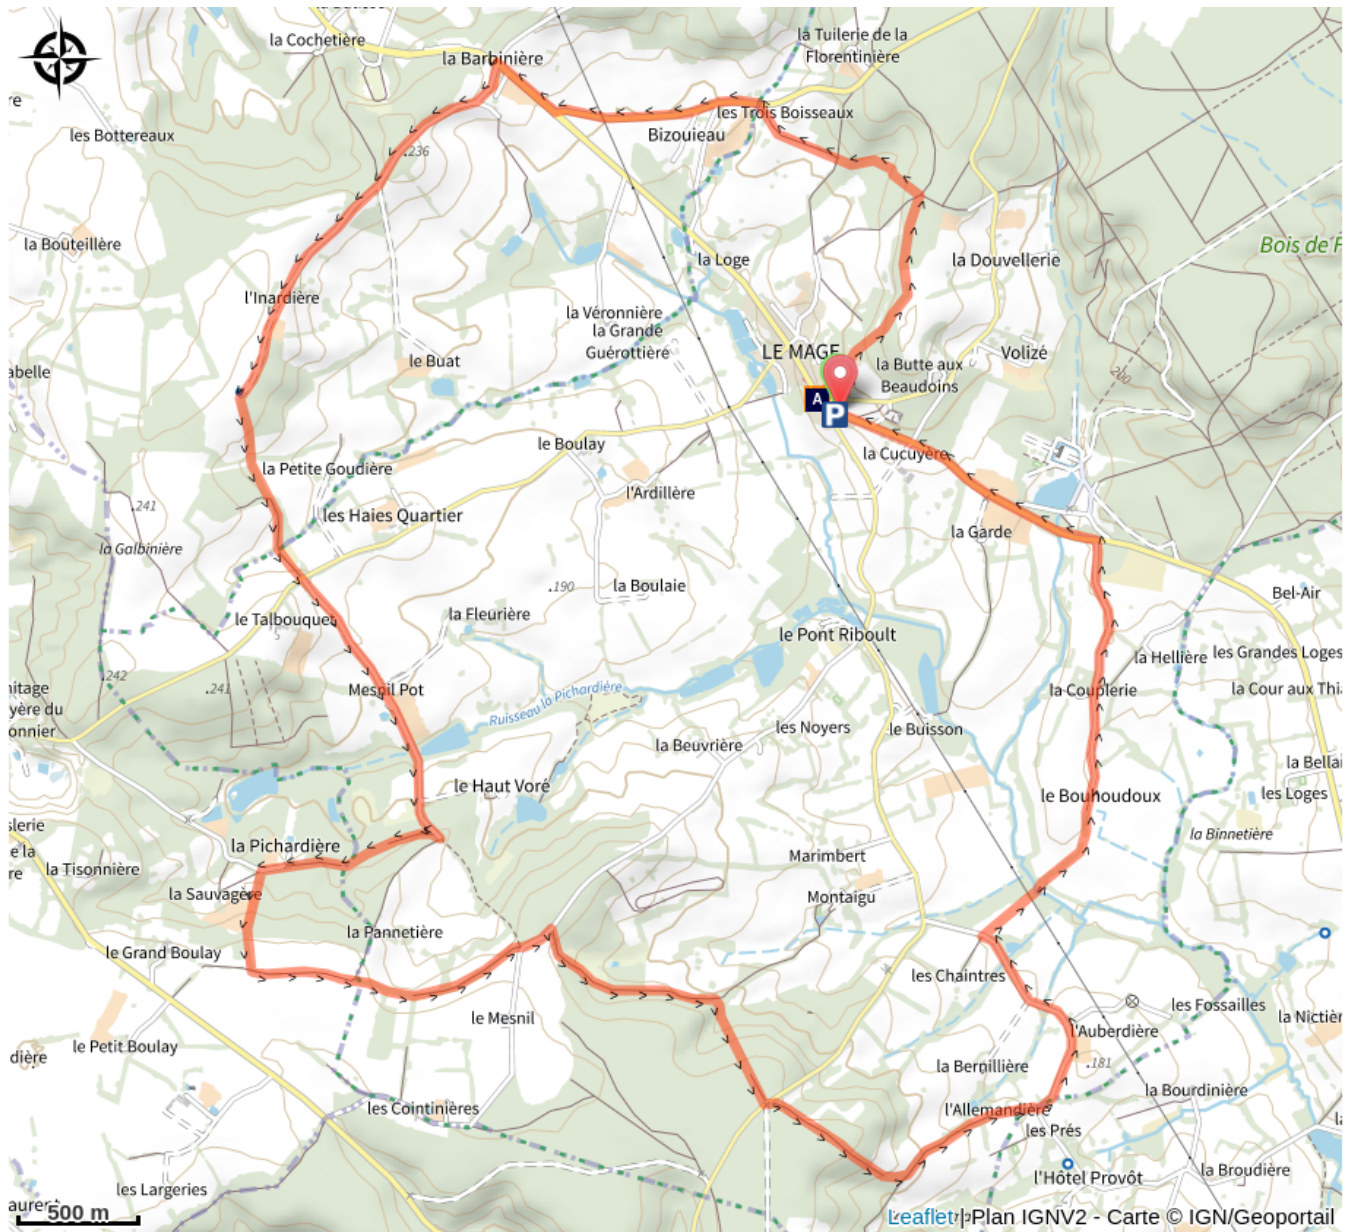 la Cochetière
la Barbinière
la Tuilerie de la
Florentinière
les Bottereaux
les Trois Boisseaux
Bizouieau
236
la Bouteillère
Bois de F
la Loge
la Douvellerie
l'Inardière
la Véronnière
la Grande
Guérottière
LE MAGE
la Butte aux
Beaudoins
Volizé
200
le Buat
abelle
A
P
le Boulay
la Cucuyère
la Petite Goudière
l'Ardillère
241
les Haies Quartier
la Garde
la Galbinière
190
la Boulaie
Bel-Air
le Talbouquet
la Fleurière
le Pont Riboult
la Hellière
les Grandes Loges
242
241
Mesnil Pot
la Couplerie
la Cour aux Thi
nitage
yère du
onnier
Ruisseau la Pichardière
les Noyers
le Buisson
la Beuvrière
la Bellai
le Haut Voré
le Bouhoudoux
les Loges
slerie
e la
re
la Binnetière
la Pichardière
Marimbert
la Tisonnière
la Sauvagère
Montaigu
la Pannetière
le Grand Boulay
les Chaintres
le Mesnil
les Fossailles
la Nictièr
l'Auberdière
le Petit Boulay
dière
la Bernillière
181
la Bourdinière
les Cointinières
l'Allemandière
les Prés
l'Hôtel Provôt
la Broudière
les Largeries
aurent
500 m
Leaflet | Plan IGNV2 - Carte © IGN/Geoportail